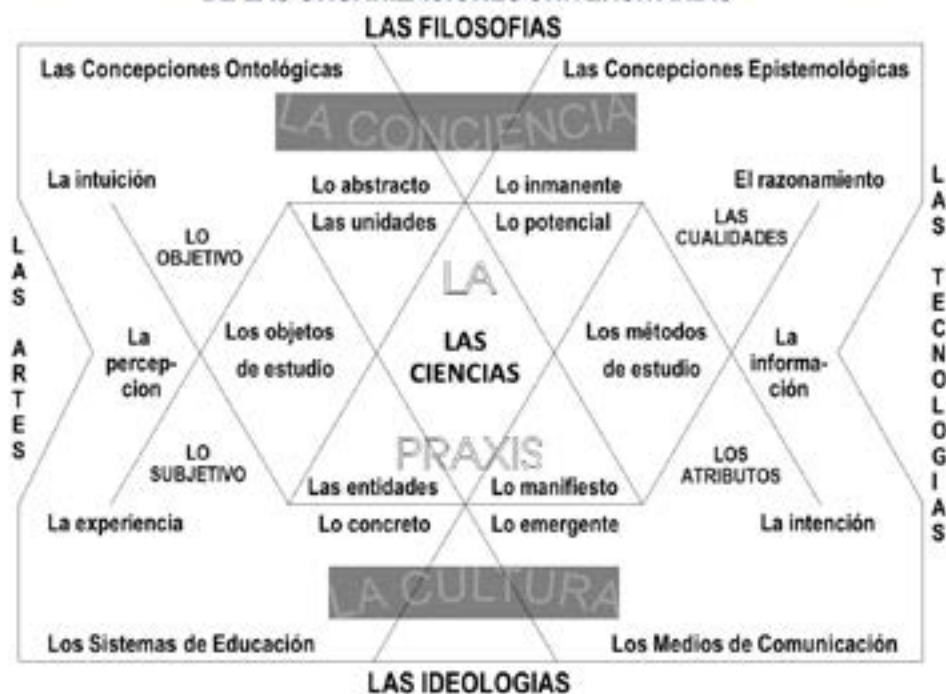 LAS FILOSOFIAS
Las Concepciones Ontológicas
Las Concepciones Epistemológicas
LA CONCIENCIA
La intuición
Lo abstracto
Lo inmanente
El razonamiento
Las unidades
Lo potencial
LO
OBJETIVO
LAS
CUALIDADES
LAS ARTES
LAS TECNOLOGIAS
LA
La
percep-
cion
Los objetos
de estudio
LAS
CIENCIAS
Los métodos
de estudio
La
informa-
ción
PRAXIS
LO
SUBJETIVO
LOS
ATRIBUTOS
Las entidades
Lo manifiesto
La experiencia
Lo concreto
Lo emergente
La intención
LA CULTURA
Los Sistemas de Educación
Los Medios de Comunicación
LAS IDEOLOGIAS